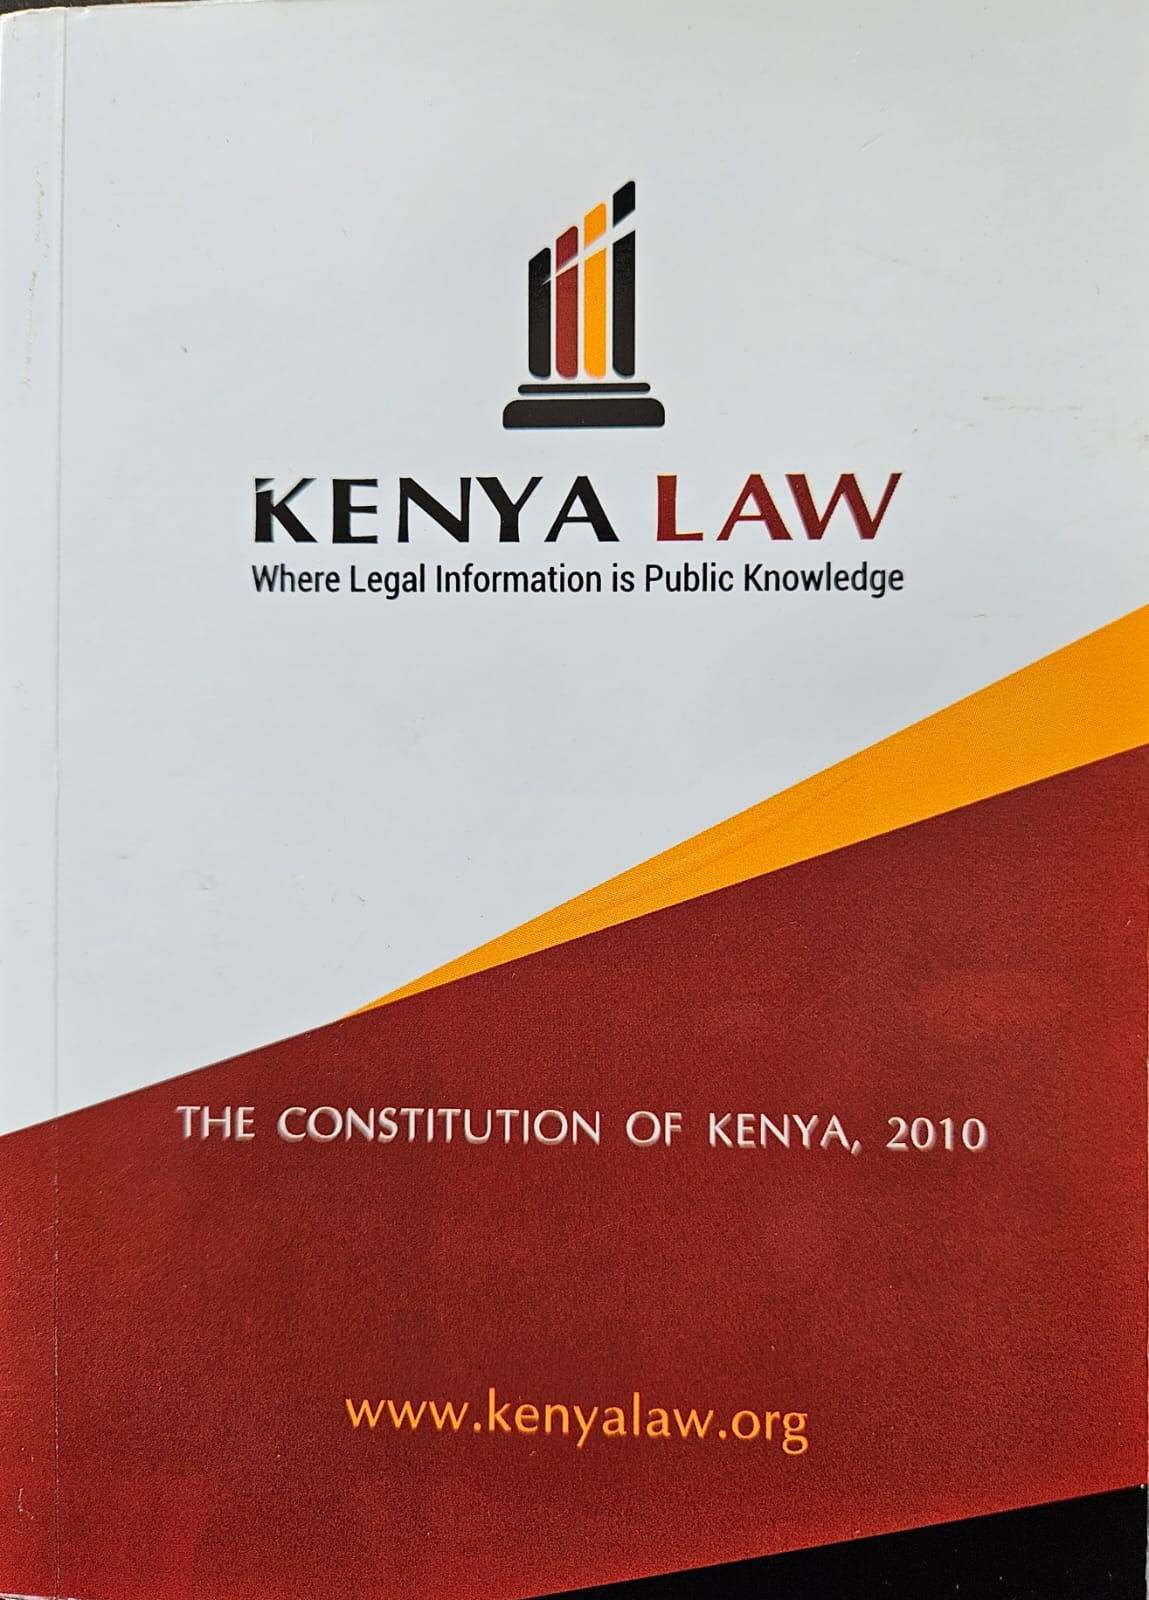 KENYA LAW
Where Legal Information is Public Knowledge
THE CONSTITUTION OF KENYA, 2010
www.kenyalaw.org